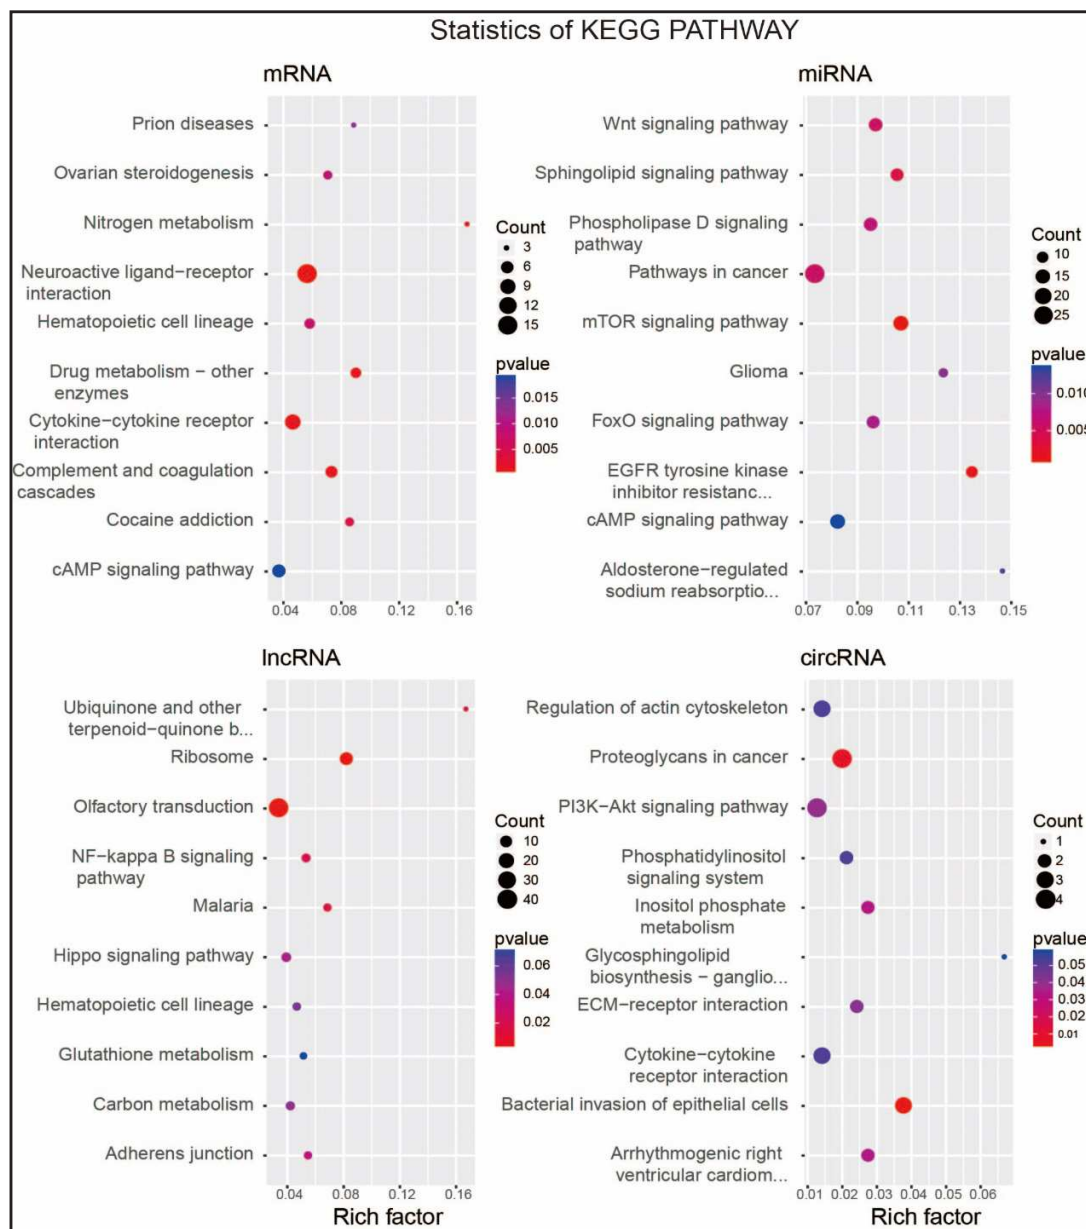 Statistics of KEGG PATHWAY
mRNA
Prion diseases
Ovarian steroidogenesis
Nitrogen metabolism
Neuroactive ligand−receptor
interaction
Hematopoietic cell lineage
Drug metabolism − other
enzymes
Cytokine−cytokine receptor
interaction
Complement and coagulation
cascades
Cocaine addiction
cAMP signaling pathway
0.04 0.08 0.12 0.16
Count
3
6
9
12
15
pvalue
0.015
0.010
0.005
miRNA
Wnt signaling pathway
Sphingolipid signaling pathway
Phospholipase D signaling
pathway
Pathways in cancer
mTOR signaling pathway
Glioma
FoxO signaling pathway
EGFR tyrosine kinase
inhibitor resistanc...
cAMP signaling pathway
Aldosterone−regulated
sodium reabsorptio...
0.07 0.09 0.11 0.13 0.15
Count
10
15
20
25
pvalue
0.010
0.005
lncRNA
Ubiquinone and other
terpenoid−quinone b...
Ribosome
Olfactory transduction
NF−kappa B signaling
pathway
Malaria
Hippo signaling pathway
Hematopoietic cell lineage
Glutathione metabolism
Carbon metabolism
Adherens junction
0.04 0.08 0.12 0.16
Rich factor
Count
10
20
30
40
pvalue
0.06
0.04
0.02
circRNA
Regulation of actin cytoskeleton
Proteoglycans in cancer
PI3K−Akt signaling pathway
Phosphatidylinositol
signaling system
Inositol phosphate
metabolism
Glycosphingolipid
biosynthesis − ganglio...
ECM−receptor interaction
Cytokine−cytokine
receptor interaction
Bacterial invasion of epithelial cells
Arrhythmogenic right
ventricular cardiom...
0.01 0.02 0.03 0.04 0.05 0.06
Rich factor
Count
1
2
3
4
pvalue
0.05
0.04
0.03
0.02
0.01